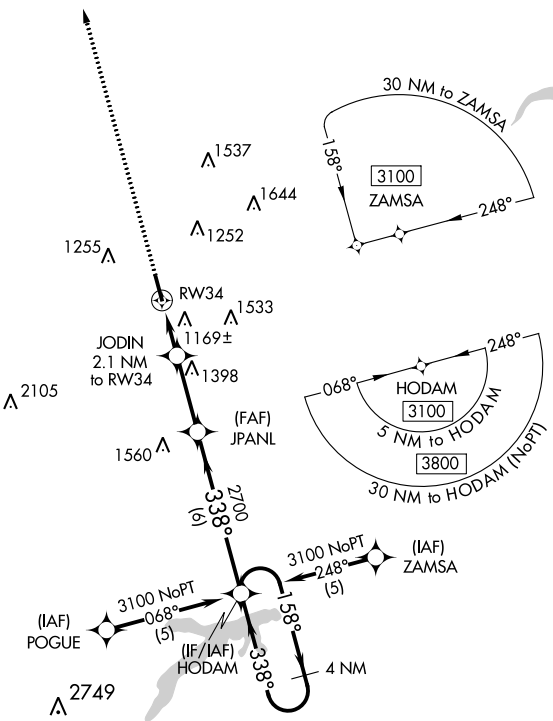 30 NM to ZAMSA
1537
158°
3100
ZAMSA
1644
248°
1252
1255
RW34
1533
JODIN
2.1 NM
to RW34
1169±
248°
068°
HODAM
1398
3100
5 NM to HODAM
2105
(FAF)
JPANL
3800
30 NM to HODAM (NoPT)
1560
2700
338°
(6)
3100 NoPT
248°
(5)
(IAF)
ZAMSA
3100 NoPT
068°
(5)
(IAF)
POGUE
158°
(IF/IAF)
HODAM
338°
4 NM
2749